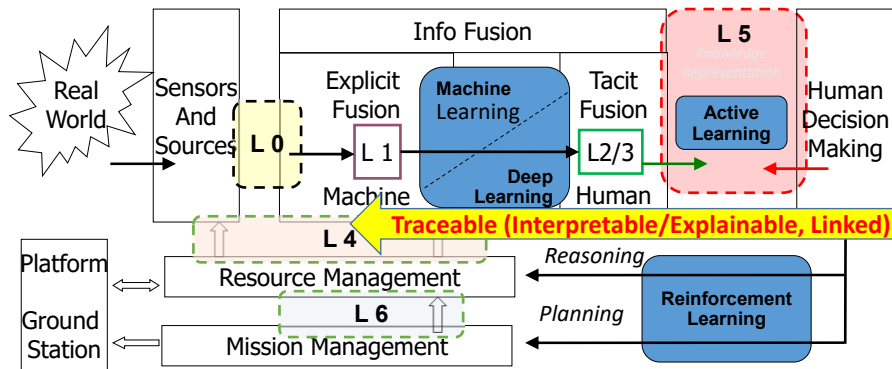 Info Fusion
L 5
Knowledge
Representation
Real
World
Sensors
And
Sources
L 0
Explicit
Fusion
L 1
Machine
Machine
Learning
Deep
Learning
Tacit
Fusion
L2/3
Human
Active
Learning
Human
Decision
Making
Traceable (Interpretable/Explainable, Linked)
L 4
Platform
Ground
Station
Resource Management
L 6
Mission Management
Reasoning
Planning
Reinforcement
Learning